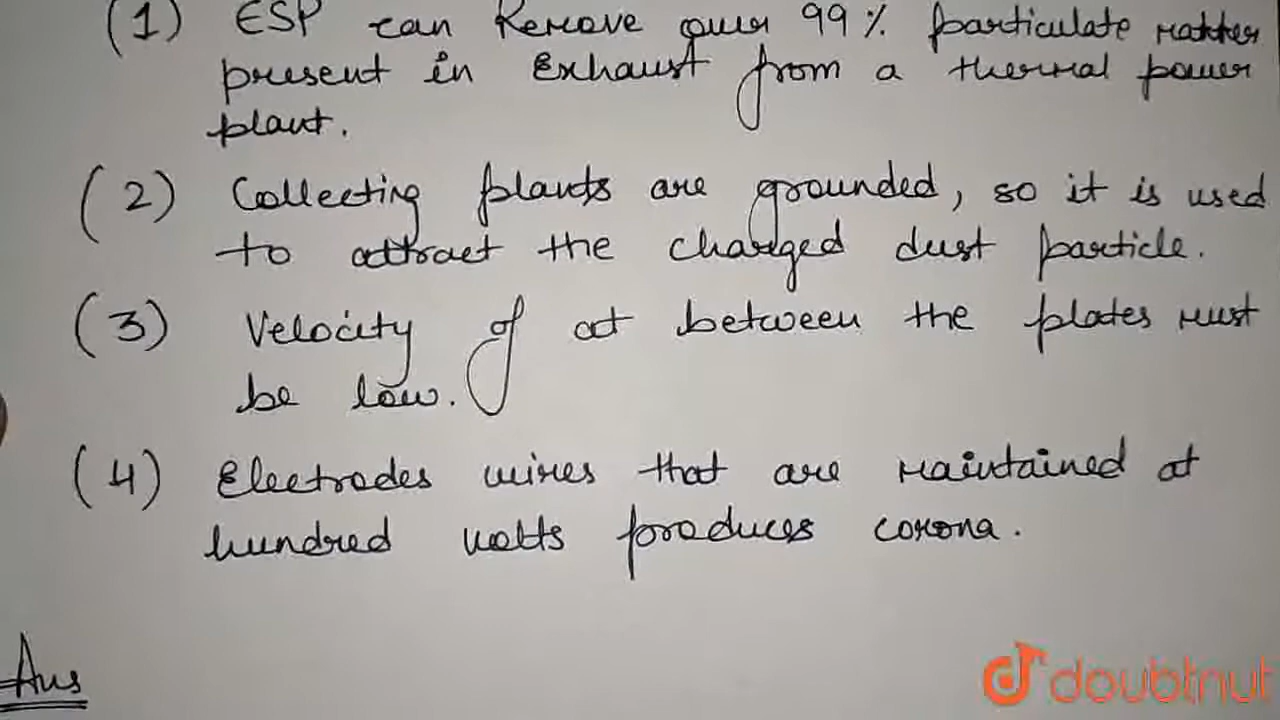 (1) ESP can Remove over 99% particulate matter
present in Exhaust from a thermal power
plant.
(2) Collecting plants are grounded, so it is used
to attract the charged dust particle.
(3) Velocity of at between the plates must
be low.
(4) Electrodes wires that are maintained at
hundred volts produces corona.
Ans
doubtnut